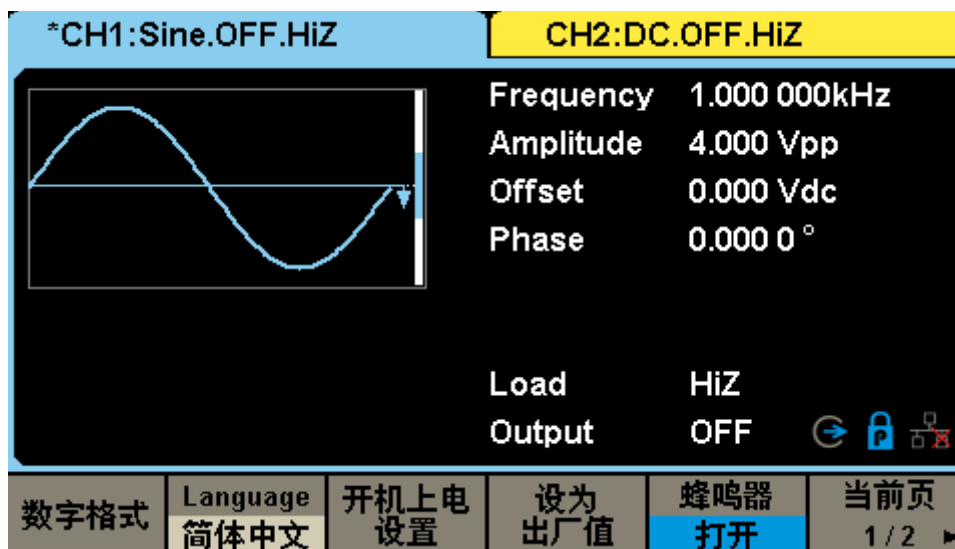 *CH1:Sine.OFF.HiZ
CH2:DC.OFF.HiZ
Frequency 1.000 000kHz
Amplitude 4.000 Vpp
Offset 0.000 Vdc
Phase 0.000 0 °
Load HiZ
Output OFF
P
数字格式
Language
简体中文
开机上电
设置
设为
出厂值
蜂鸣器
打开
当前页
1/2 ►